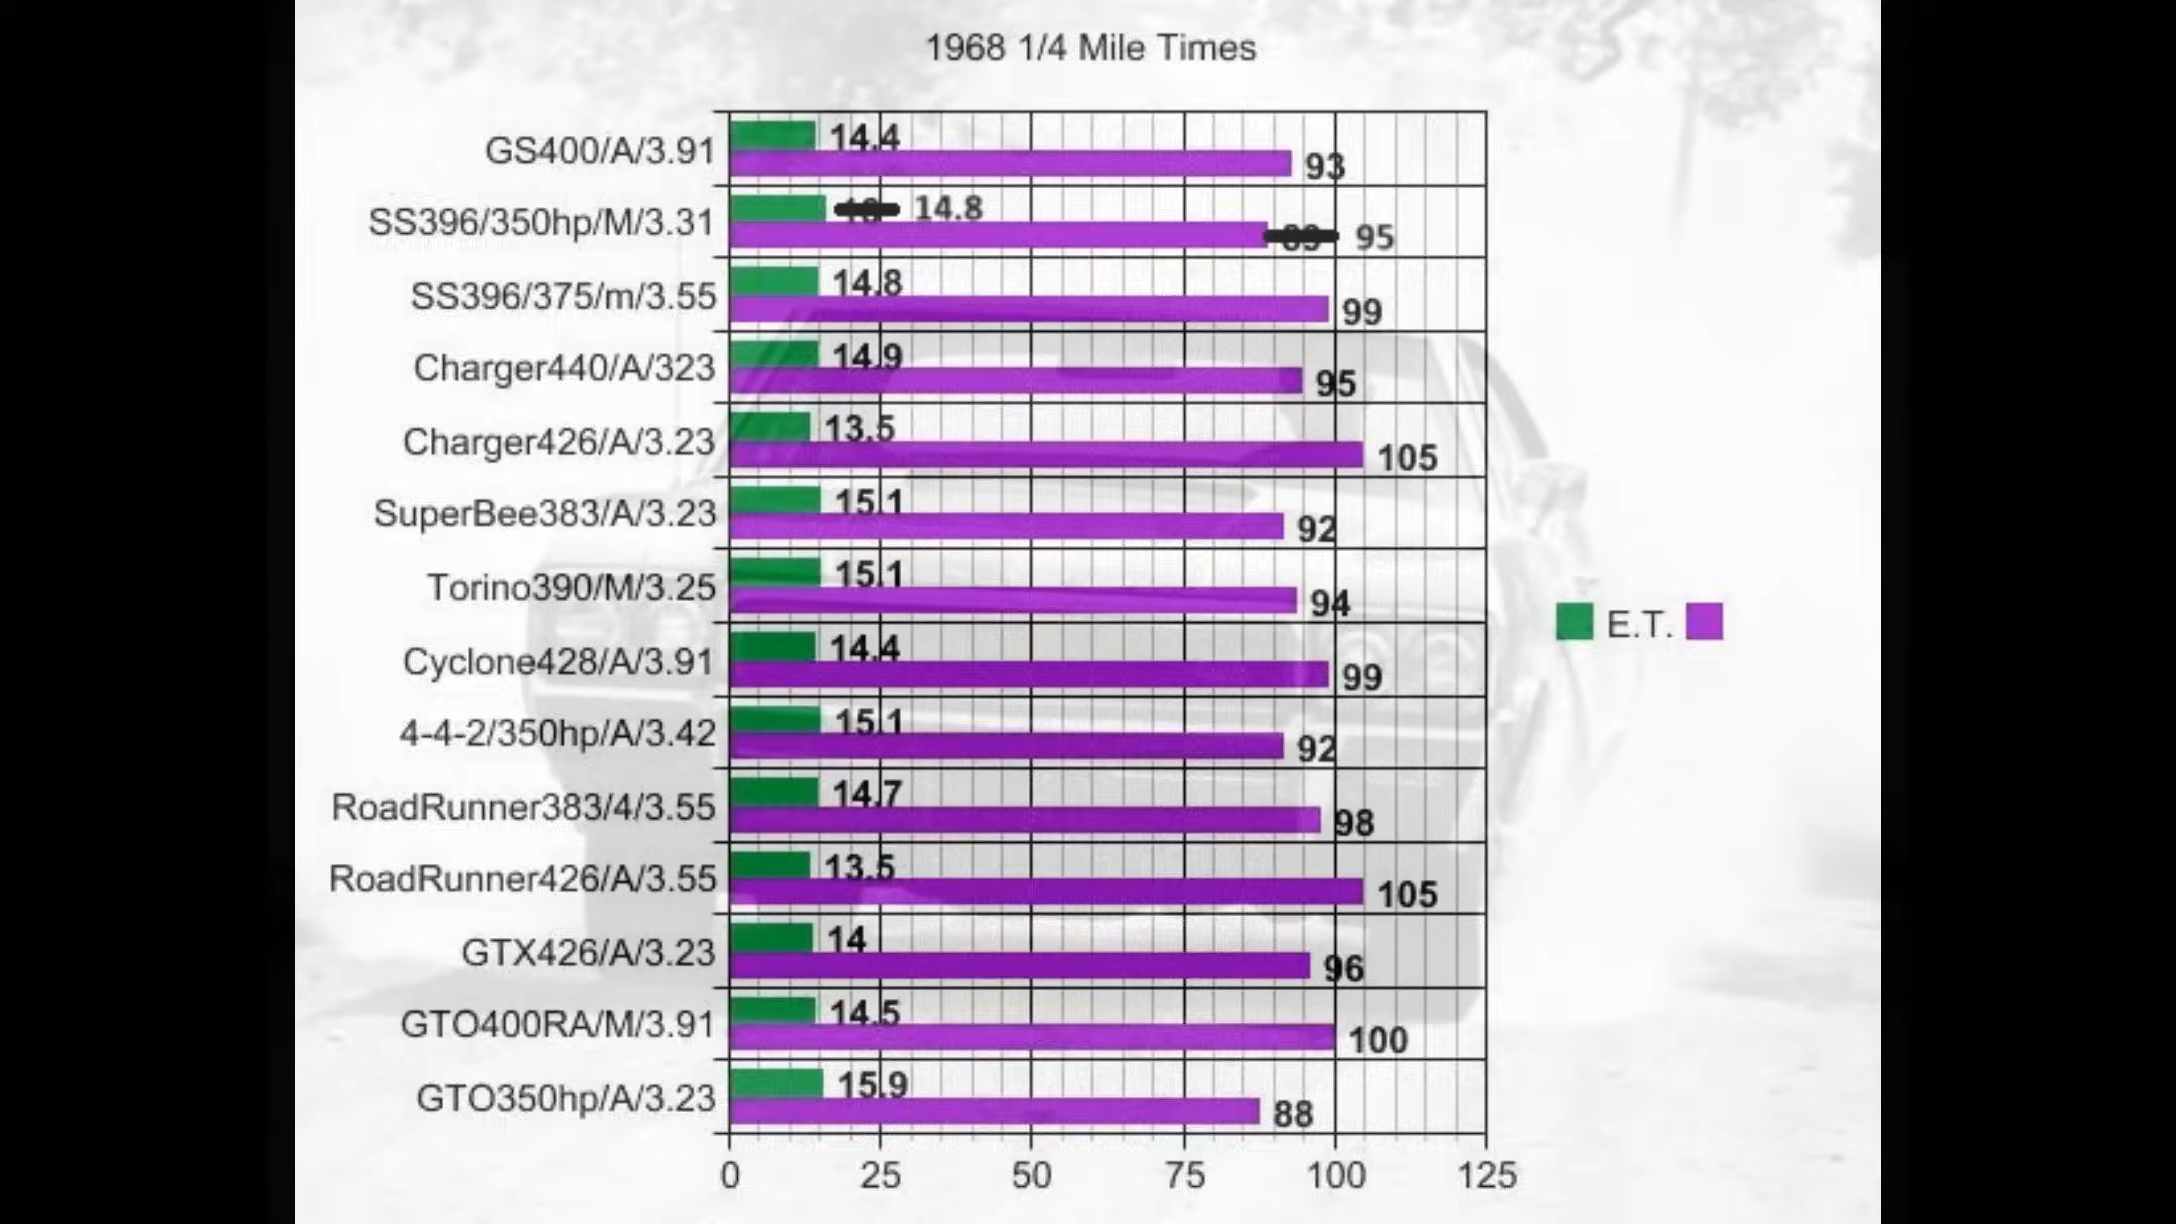 1968 1/4 Mile Times
GS400/A/3.91 14.4 93
SS396/350hp/M/3.31 14.8 95
SS396/375/m/3.55 14.8 99
Charger440/A/323 14.9 95
Charger426/A/3.23 13.5 105
SuperBee383/A/3.23 15.1 92
Torino390/M/3.25 15.1 94
Cyclone428/A/3.91 14.4 99
4-4-2/350hp/A/3.42 15.1 92
RoadRunner383/4/3.55 14.7 98
RoadRunner426/A/3.55 13.5 105
GTX426/A/3.23 14 96
GTO400RA/M/3.91 14.5 100
GTO350hp/A/3.23 15.9 88
0 25 50 75 100 125
E.T.